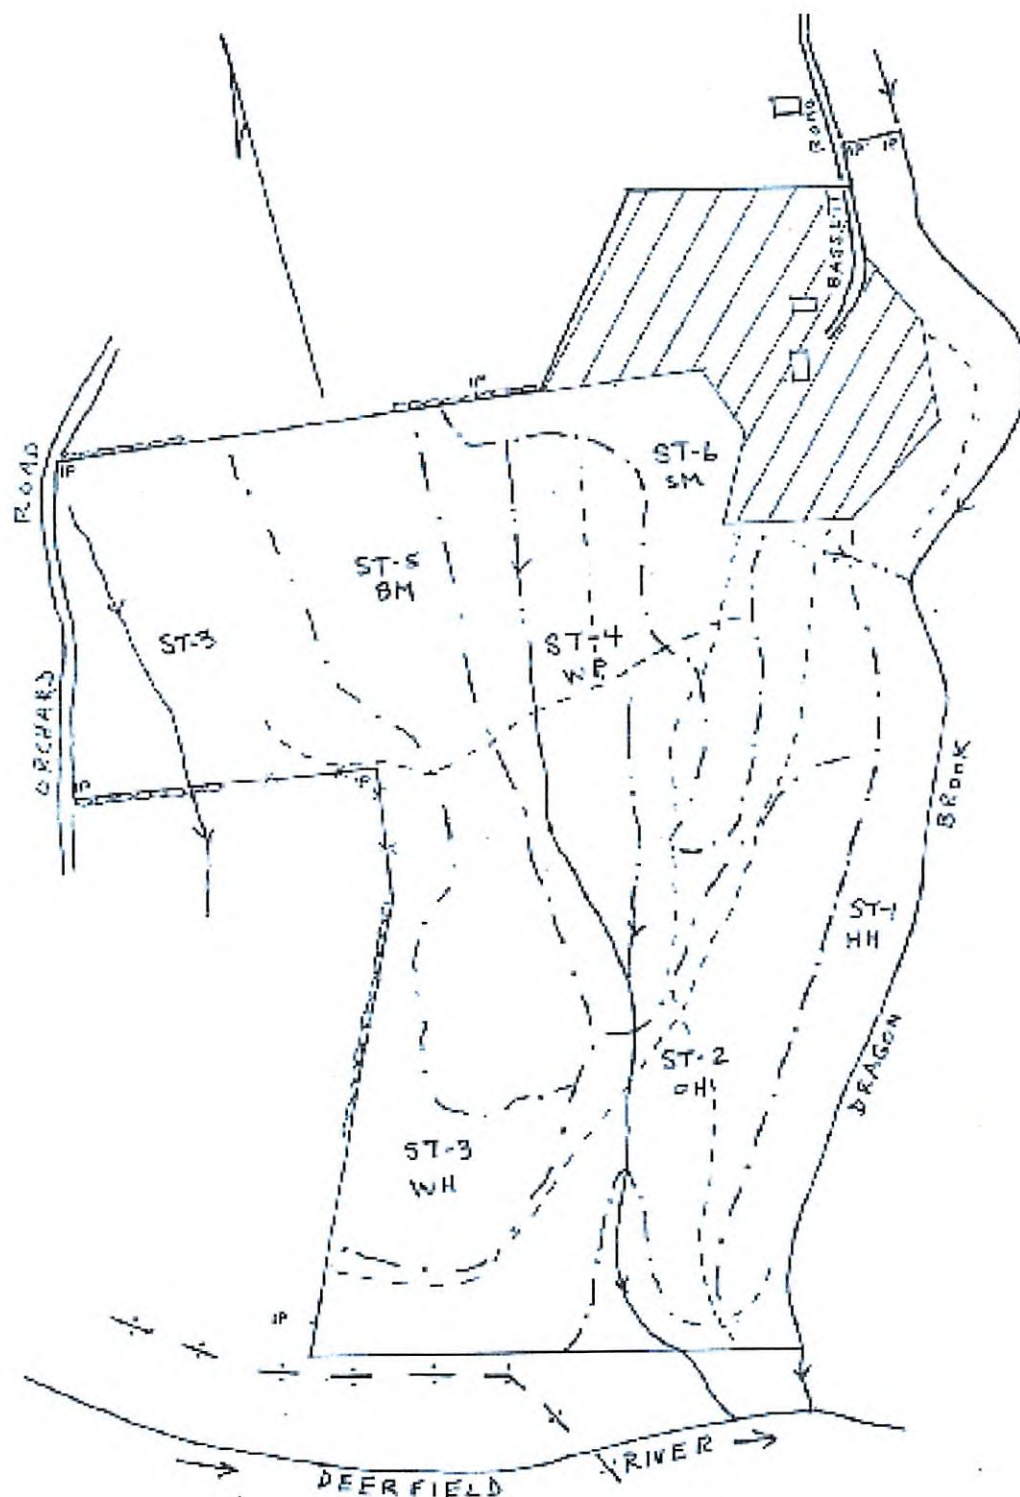 ROAD
IP
IP
BASSETT
IP
ROAD
IP
ST-6
SM
ST-5
BM
ST-3
ST-4
WP
ORCHARD
IP
IP
BROOK
ST-1
HH
DRAGON
ST-2
OH
ST-3
WH
IP
RIVER
DEERFIELD